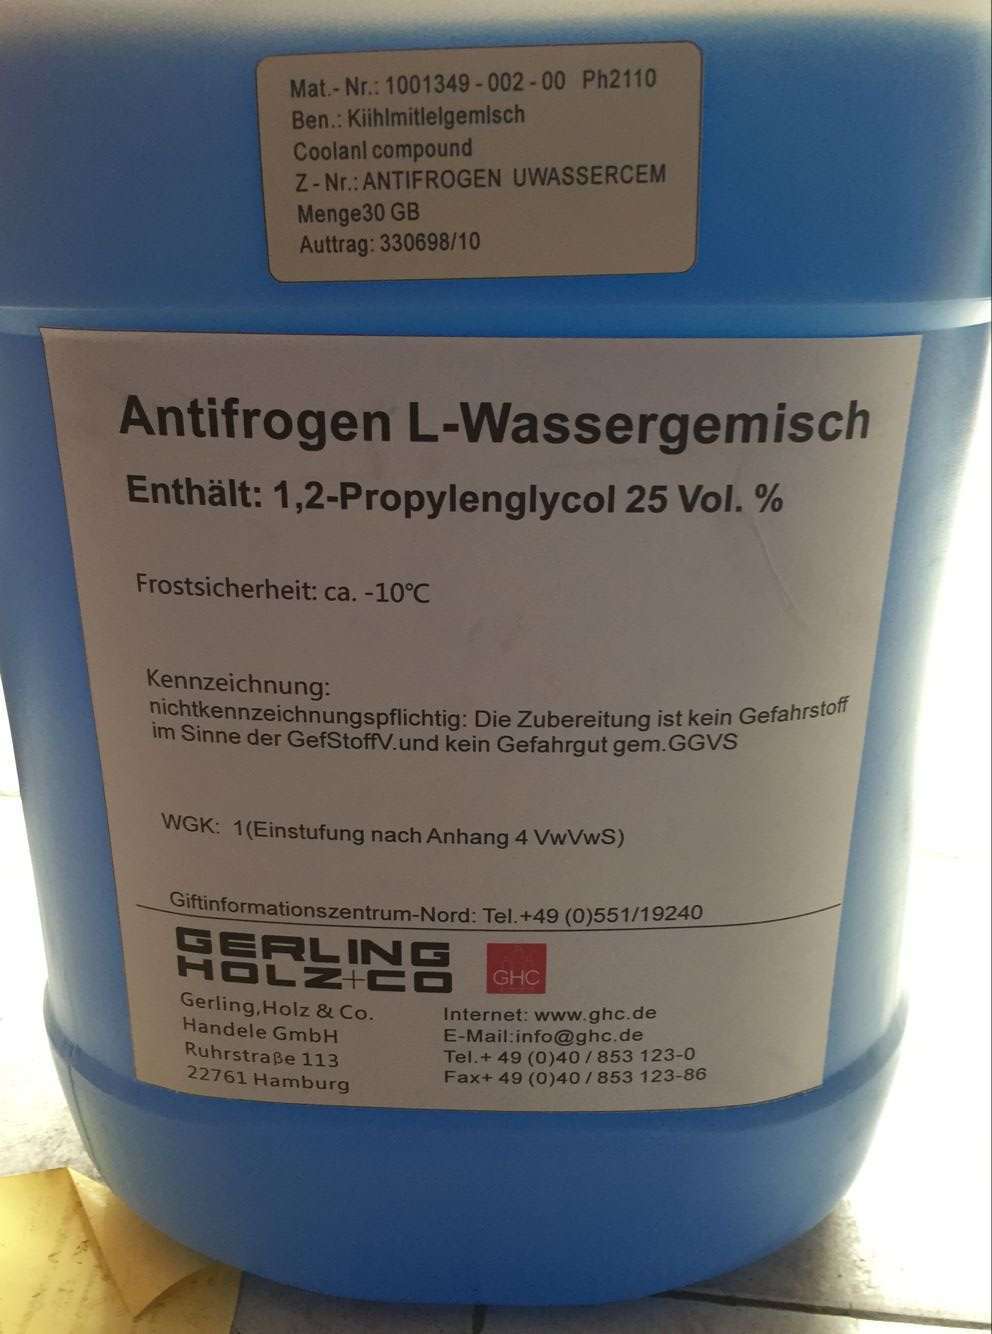 Mat.- Nr.: 1001349 - 002 - 00 Ph2110
Ben.: Kiihlmitlelgemlsch
Coolanl compound
Z - Nr.: ANTIFROGEN UWASSERCEM
Menge30 GB
Auttrag: 330698/10
Antifrogen L-Wassergemisch
Enthält: 1,2-Propylenglycol 25 Vol. %
Frostsicherheit: ca. -10°C
Kennzeichnung:
nichtkennzeichnungspflichtig: Die Zubereitung ist kein Gefahrstoff
im Sinne der GefStoffV.und kein Gefahrgut gem.GGVS
WGK: 1(Einstufung nach Anhang 4 VwVwS)
Giftinformationszentrum-Nord: Tel.+49 (0)551/19240
GERLING
HOLZ+CO
GHC
Gerling,Holz & Co.
Handele GmbH
Ruhrstraße 113
22761 Hamburg
Internet: www.ghc.de
E-Mail:info@ghc.de
Tel.+ 49 (0)40 / 853 123-0
Fax+ 49 (0)40 / 853 123-86